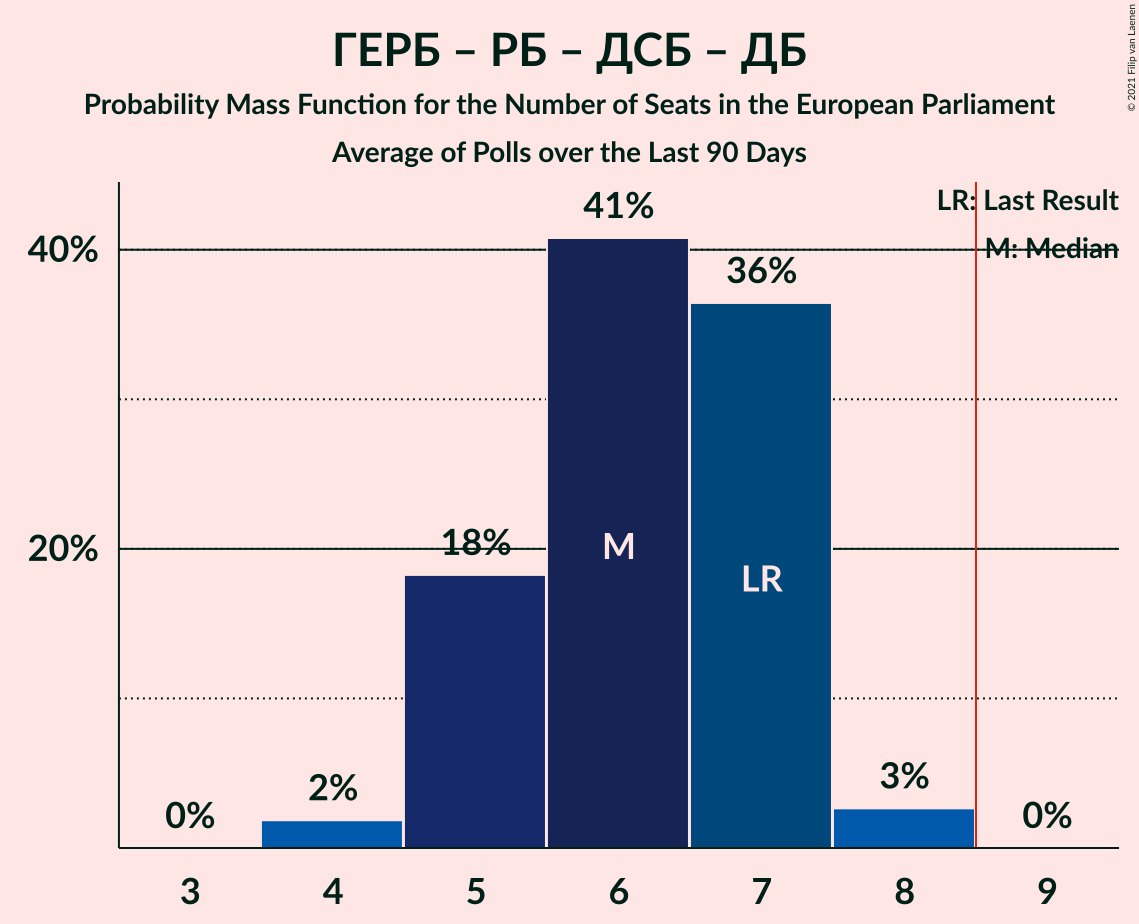 ГЕРБ – РБ – ДСБ – ДБ
Probability Mass Function for the Number of Seats in the European Parliament
Average of Polls over the Last 90 Days
© 2021 Filip van Laenen
LR: Last Result
M: Median
40%
20%
0%
2%
18%
41%
36%
3%
0%
M
LR
3 4 5 6 7 8 9